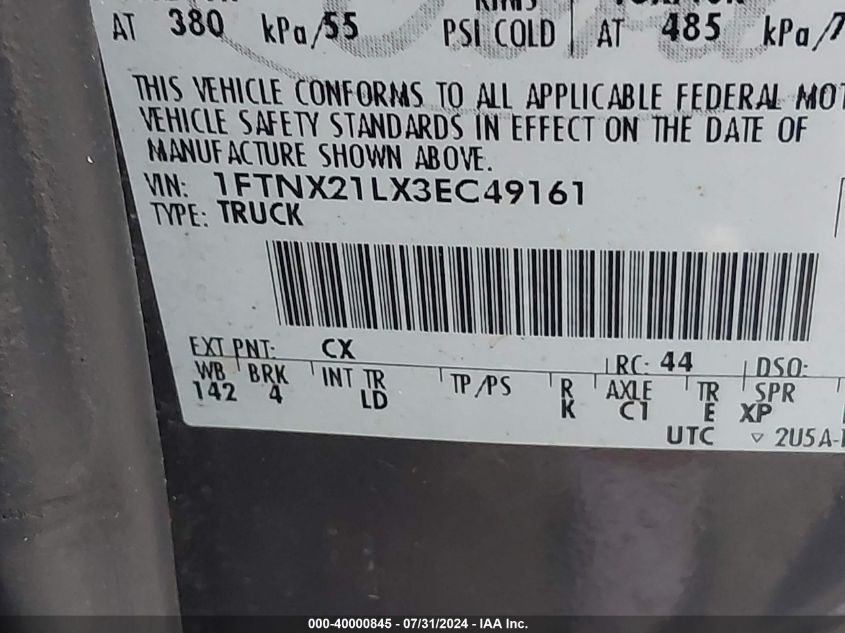 AT 380 kPa/55 PSI COLD AT 485 kPa/7
THIS VEHICLE CONFORMS TO ALL APPLICABLE FEDERAL MOT
VEHICLE SAFETY STANDARDS IN EFFECT ON THE DATE OF
MANUFACTURE SHOWN ABOVE.
VIN: 1FTNX21LX3EC49161
TYPE: TRUCK
EXT PNT: CX RC: 44 DSO:
WB BRK INT TR TP/PS R AXLE TR SPR
142 4 LD K C1 E XP
UTC ▽ 2U5A-
000-40000845 / 07/31/2024 - IAA Inc.